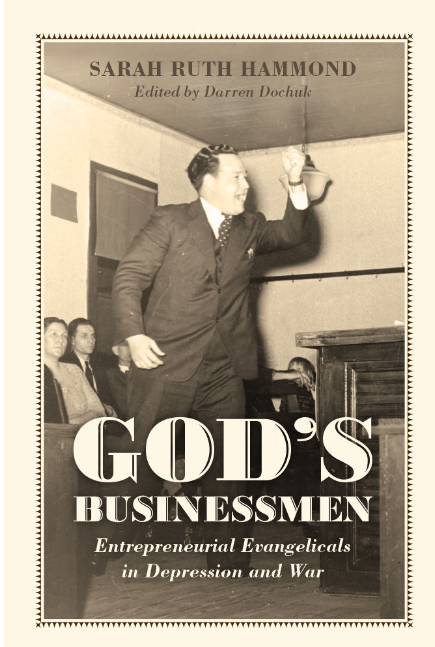 SARAH RUTH HAMMOND
Edited by Darren Dochuk
GOD'S
BUSINESSMEN
Entrepreneurial Evangelicals
in Depression and War